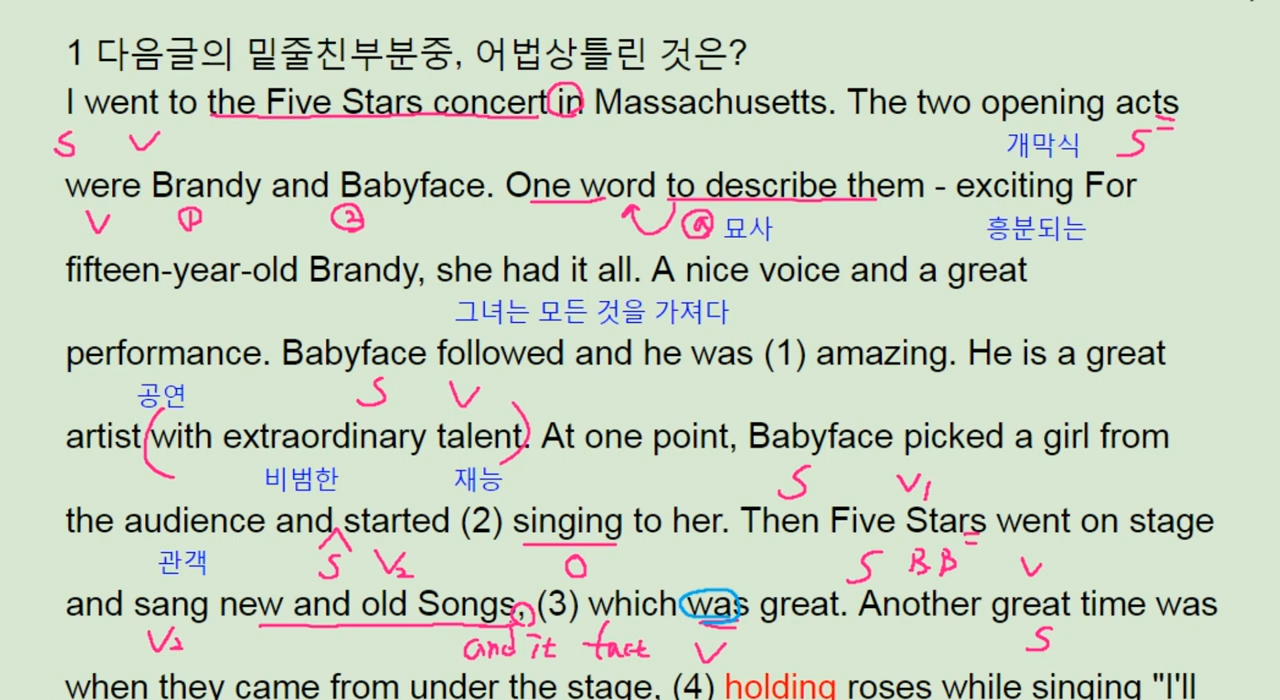 1 다음글의 밑줄친부분중, 어법상틀린 것은?
I went to the Five Stars concert in Massachusetts. The two opening acts
S V 개막식 S
were Brandy and Babyface. One word to describe them - exciting For
V ① ② 묘사 흥분되는
fifteen-year-old Brandy, she had it all. A nice voice and a great
그녀는 모든 것을 가져다
performance. Babyface followed and he was (1) amazing. He is a great
공연 S V
artist with extraordinary talent. At one point, Babyface picked a girl from
비범한 재능 S V1
the audience and started (2) singing to her. Then Five Stars went on stage
관객 S V2 O S BB V
and sang new and old Songs, (3) which was great. Another great time was
V2 and it fact V S
when they came from under the stage, (4) holding roses while singing "I'll